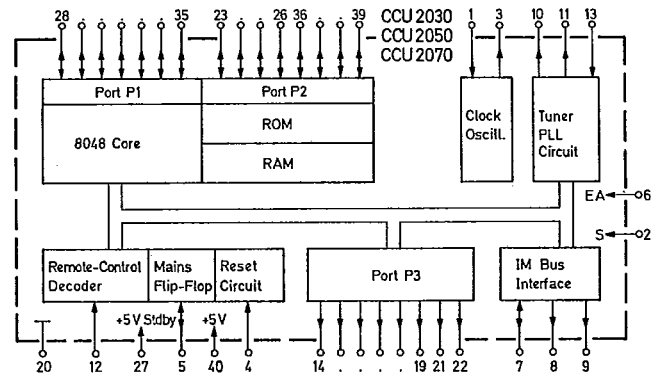 28 . . . . . 35 23 . . 26 36 . . 39 CCU 2030 1 3 10 11 13
CCU 2050
CCU 2070
Port P1 Port P2
8048 Core ROM
RAM
Clock Oscill.
Tuner PLL Circuit
EA 6
S 2
Remote-Control Decoder
Mains Flip-Flop
Reset Circuit
Port P3
IM Bus Interface
+5V Stdby +5V
20 12 27 5 40 4 14 . . . . 19 21 22 7 8 9